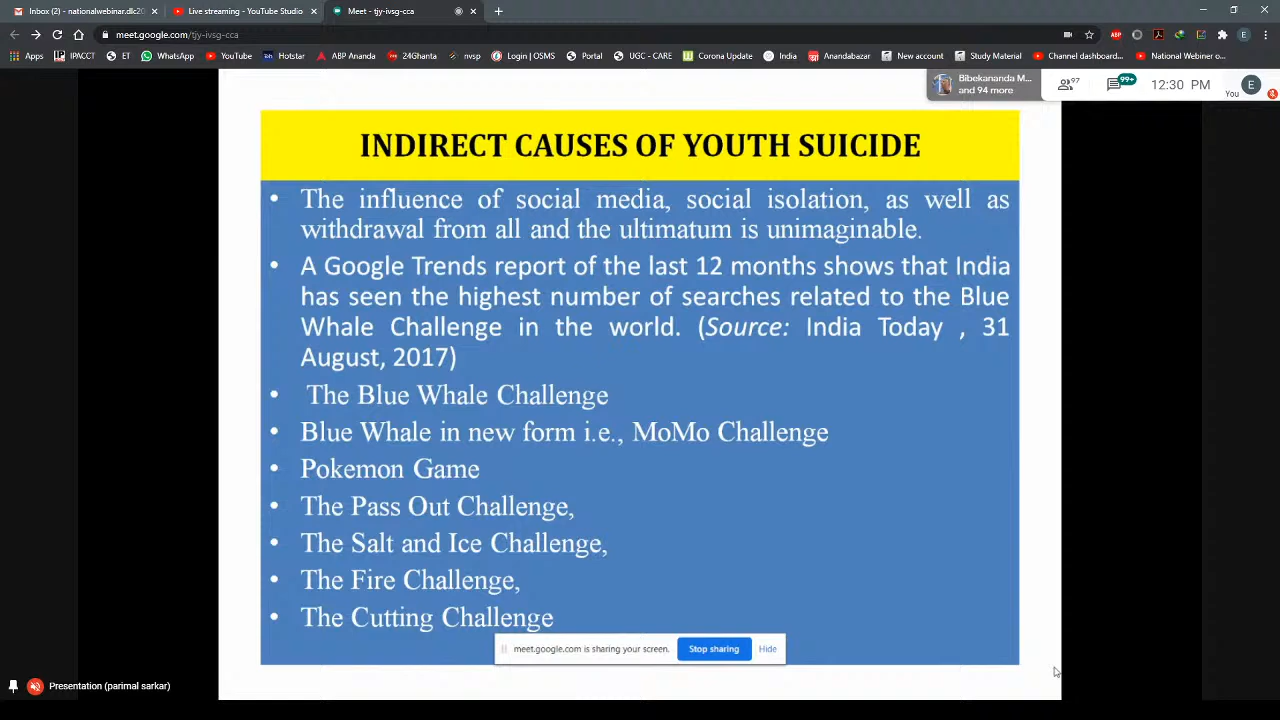 Inbox (2) - nationalwebinar.dlc20
Live streaming - YouTube Studio
Meet - tjy-ivsg-cca
meet.google.com/tjy-ivsg-cca
Apps
IPACCT
ET
WhatsApp
YouTube
Hotstar
ABP Ananda
24Ghanta
nvsp
Login | OSMS
Portal
UGC - CARE
Corona Update
India
Anandabazar
New account
Study Material
Channel dashboard...
National Webinar o...
Bibekananda M...
and 94 more
97
99+
12:30 PM
You
E
INDIRECT CAUSES OF YOUTH SUICIDE
• The influence of social media, social isolation, as well as
withdrawal from all and the ultimatum is unimaginable.
• A Google Trends report of the last 12 months shows that India
has seen the highest number of searches related to the Blue
Whale Challenge in the world. (Source: India Today , 31
August, 2017)
• The Blue Whale Challenge
• Blue Whale in new form i.e., MoMo Challenge
• Pokemon Game
• The Pass Out Challenge,
• The Salt and Ice Challenge,
• The Fire Challenge,
• The Cutting Challenge
meet.google.com is sharing your screen.
Stop sharing
Hide
Presentation (parimal sarkar)